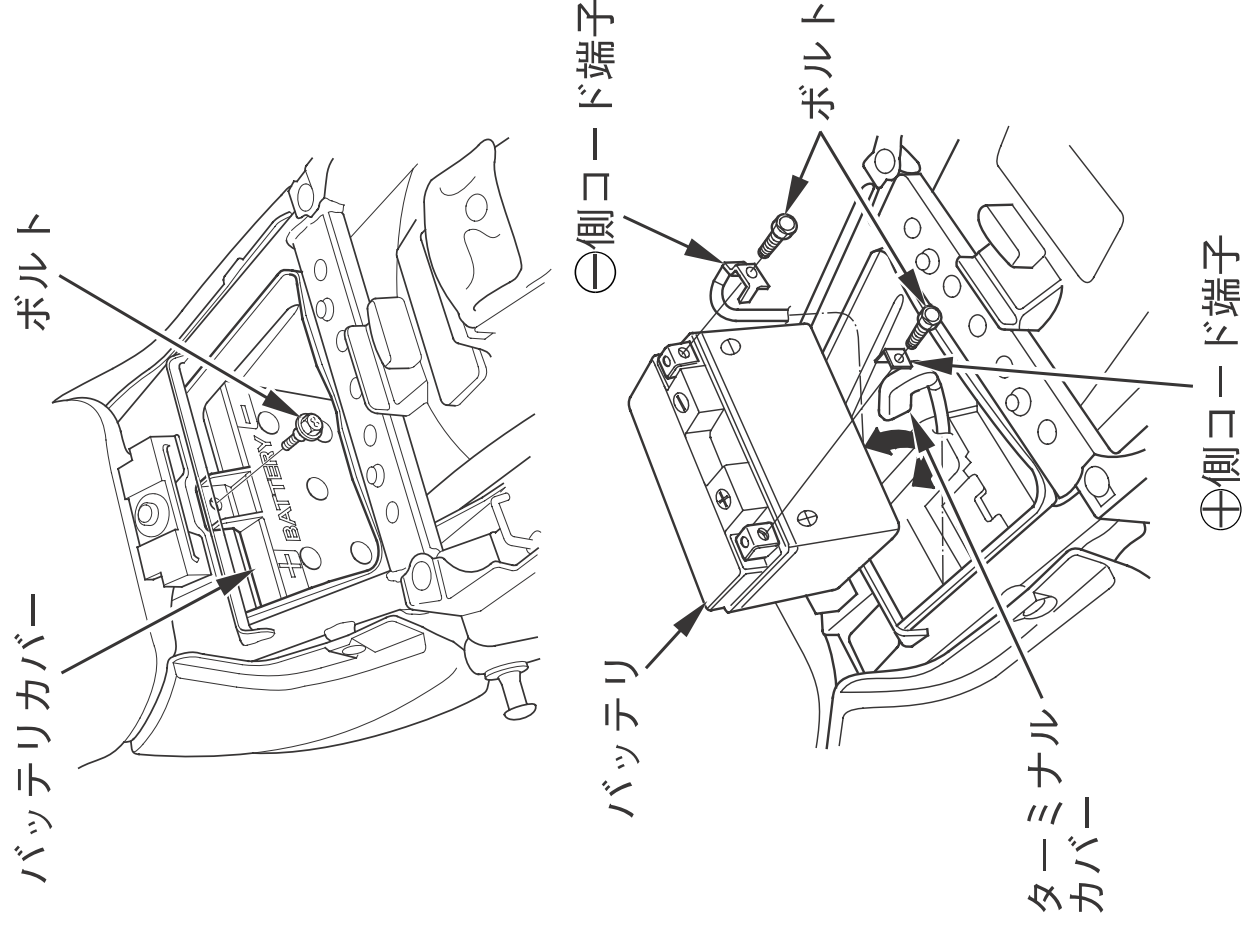 ボルト
バッテリカバー
＋ BATTERY －
⊖側コード端子
ボルト
バッテリ
⊕側コード端子
ターミナル
カバー